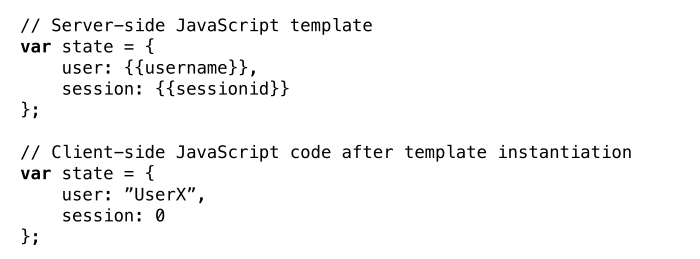 // Server-side JavaScript template
var state = {
    user: {{username}},
    session: {{sessionid}}
};

// Client-side JavaScript code after template instantiation
var state = {
    user: ”UserX”,
    session: 0
};